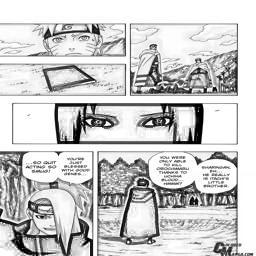 SHARINGAN,
EH...
HE REALLY
IS ITACHI'S
LITTLE
BROTHER.
YOU WERE
ONLY ABLE
TO KILL
OROCHIMARU
THANKS TO
UCHIHA
BLOOD...
HMMM?
YOU'RE
JUST
BLESSED
WITH GOOD
GENES...
...SO QUIT
ACTING SO
SMUG!